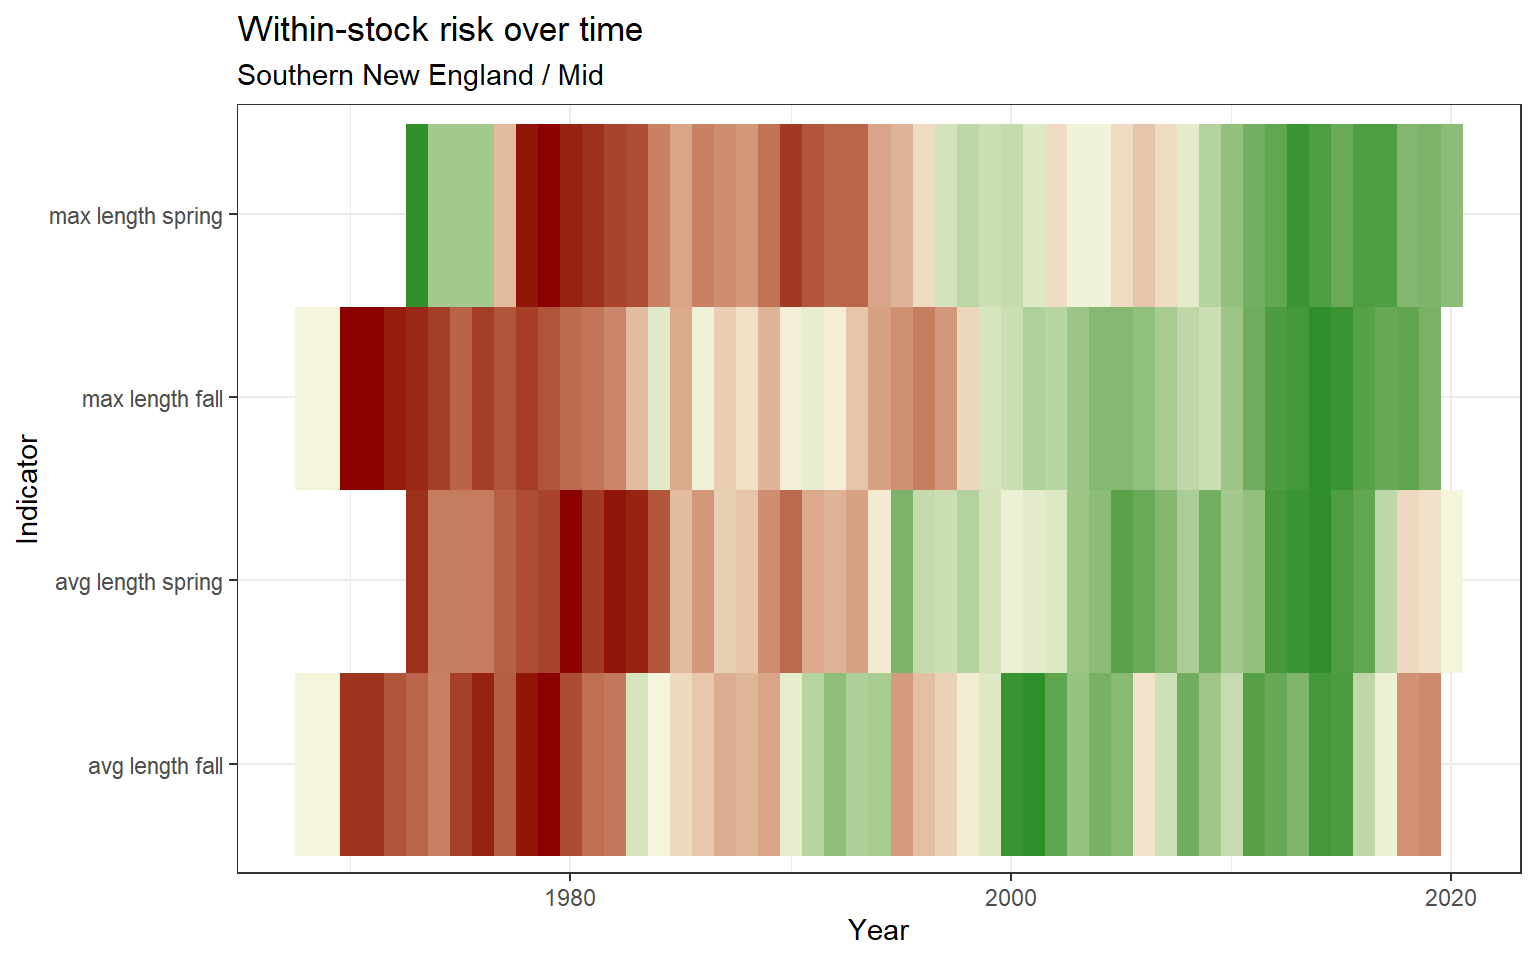 Within-stock risk over time
Southern New England / Mid
max length spring
max length fall
avg length spring
avg length fall
Indicator
1980
2000
2020
Year